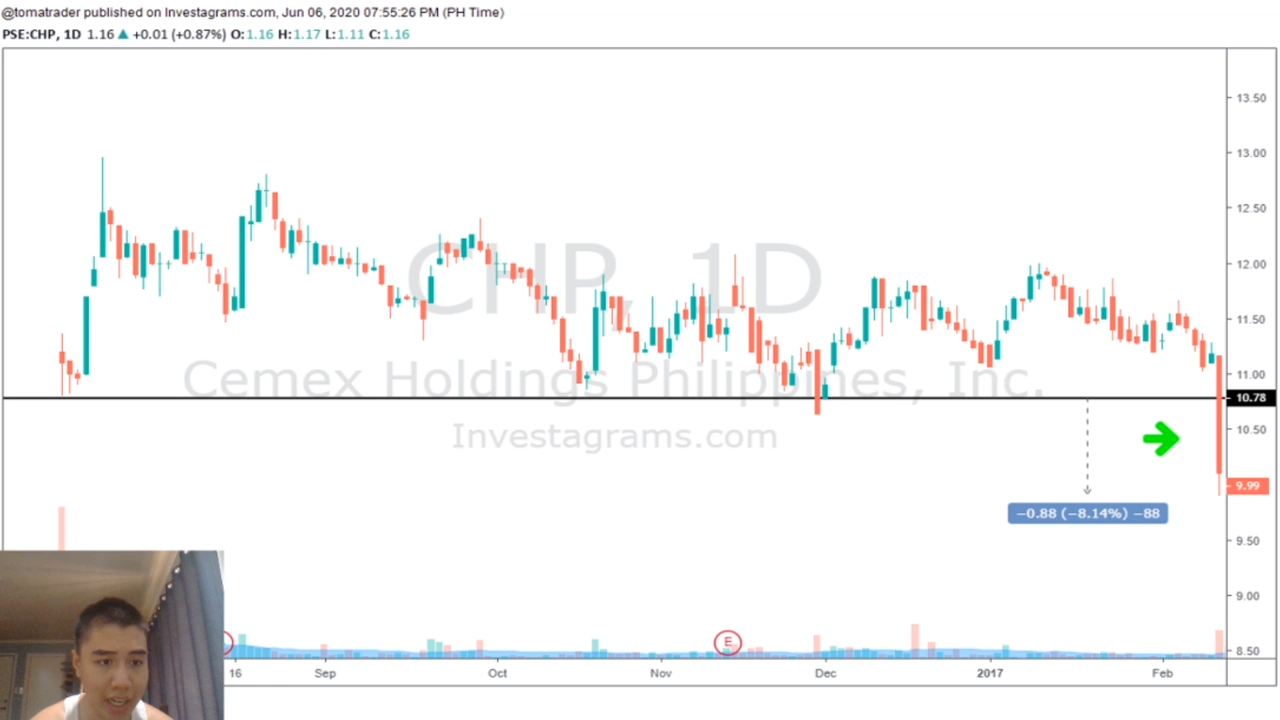 @tomatrader published on Investagrams.com, Jun 06, 2020 07:55:26 PM (PH Time)
PSE:CHP, 1D 1.16 ▲ +0.01 (+0.87%) O:1.16 H:1.17 L:1.11 C:1.16
13.50
13.00
12.50
CHP, 1D
12.00
11.50
Cemex Holdings Philippines, Inc.
11.00
10.78
Investagrams.com
10.50
9.99
−0.88 (−8.14%) −88
9.50
9.00
E
8.50
16 Sep Oct Nov Dec 2017 Feb